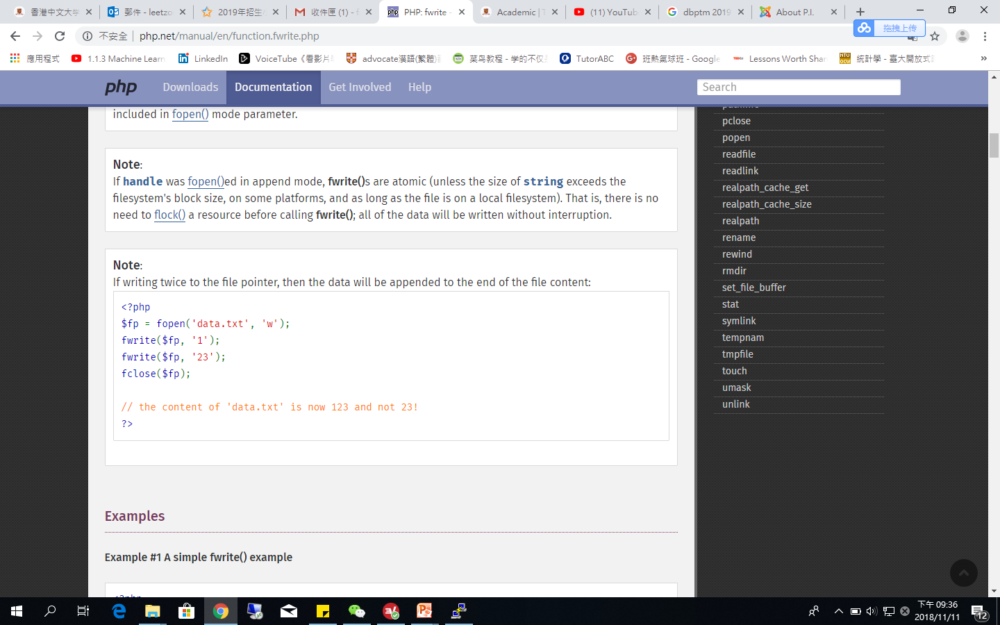 香港中文大學
郵件 - leetzo
2019年招生
收件匣 (1) - f
PHP: fwrite -
Academic | T
(11) YouTube
dbptm 2019
About P.I.
不安全
php.net/manual/en/function.fwrite.php
拖拽上传
應用程式
1.1.3 Machine Learn
LinkedIn
VoiceTube《看影片
advocate漢語(繁體)
菜鸟教程 - 学的不仅
TutorABC
班熱氣球班 - Google
Lessons Worth Shar
統計學 - 臺大開放式
»
php
Downloads
Documentation
Get Involved
Help
Search
included in fopen() mode parameter.
Note:
If handle was fopen()ed in append mode, fwrite()s are atomic (unless the size of string exceeds the
filesystem's block size, on some platforms, and as long as the file is on a local filesystem). That is, there is no
need to flock() a resource before calling fwrite(); all of the data will be written without interruption.
Note:
If writing twice to the file pointer, then the data will be appended to the end of the file content:
<?php
$fp = fopen('data.txt', 'w');
fwrite($fp, '1');
fwrite($fp, '23');
fclose($fp);
// the content of 'data.txt' is now 123 and not 23!
?>
Examples
Example #1 A simple fwrite() example
<?php
pclose
popen
readfile
readlink
realpath_cache_get
realpath_cache_size
realpath
rename
rewind
rmdir
set_file_buffer
stat
symlink
tempnam
tmpfile
touch
umask
unlink
下午 09:36
2018/11/11
12